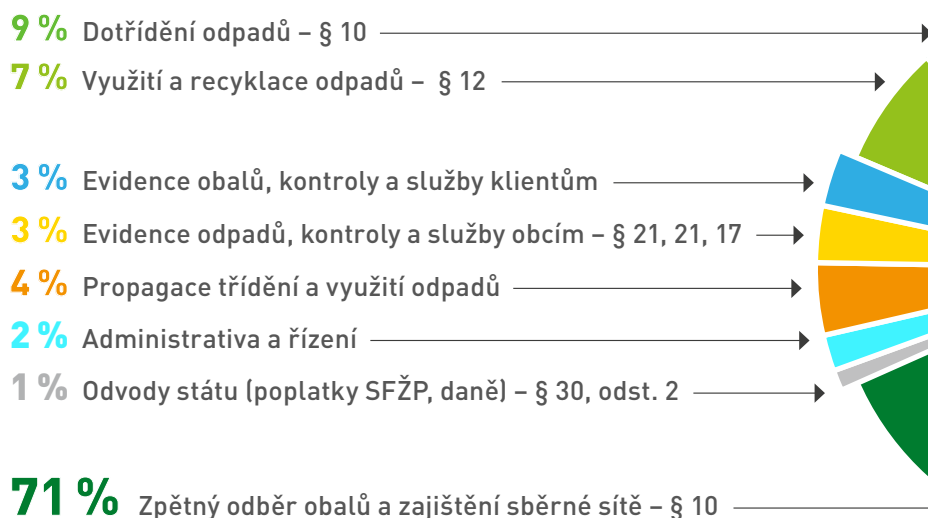 9 % Dotřídění odpadů – § 10
7 % Využití a recyklace odpadů – § 12
3 % Evidence obalů, kontroly a služby klientům
3 % Evidence odpadů, kontroly a služby obcím – § 21, 21, 17
4 % Propagace třídění a využití odpadů
2 % Administrativa a řízení
1 % Odvody státu (poplatky SFŽP, daně) – § 30, odst. 2
71 % Zpětný odběr obalů a zajištění sběrné sítě – § 10